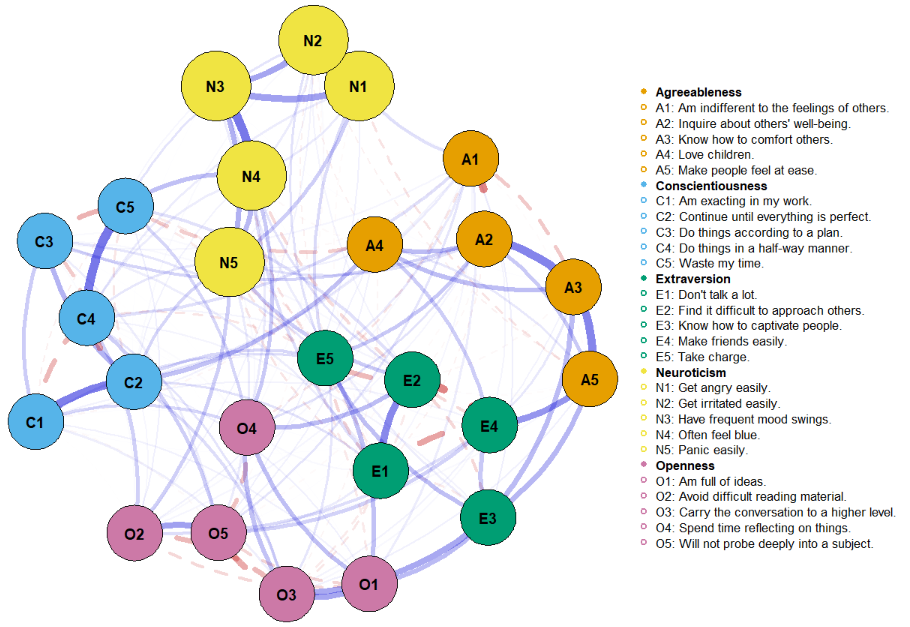 N2
N3
N1
A1
N4
C5
C3
A4
A2
N5
A3
C4
E5
E2
C2
A5
C1
O4
E4
E1
E3
O2
O5
O3
O1
Agreeableness
A1: Am indifferent to the feelings of others.
A2: Inquire about others' well-being.
A3: Know how to comfort others.
A4: Love children.
A5: Make people feel at ease.
Conscientiousness
C1: Am exacting in my work.
C2: Continue until everything is perfect.
C3: Do things according to a plan.
C4: Do things in a half-way manner.
C5: Waste my time.
Extraversion
E1: Don't talk a lot.
E2: Find it difficult to approach others.
E3: Know how to captivate people.
E4: Make friends easily.
E5: Take charge.
Neuroticism
N1: Get angry easily.
N2: Get irritated easily.
N3: Have frequent mood swings.
N4: Often feel blue.
N5: Panic easily.
Openness
O1: Am full of ideas.
O2: Avoid difficult reading material.
O3: Carry the conversation to a higher level.
O4: Spend time reflecting on things.
O5: Will not probe deeply into a subject.